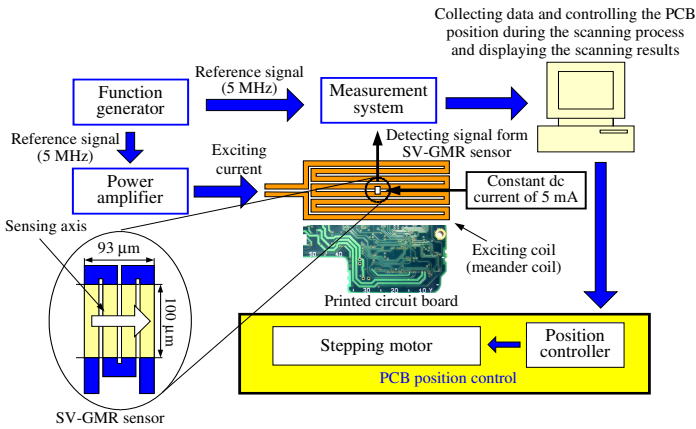 Collecting data and controlling the PCB
position during the scanning process
and displaying the scanning results
Function
generator
Reference signal
(5 MHz)
Measurement
system
Reference signal
(5 MHz)
Detecting signal form
SV-GMR sensor
Exciting
current
Power
amplifier
Constant dc
current of 5 mA
Sensing axis
93 μm
100 μm
Exciting coil
(meander coil)
30
20
10
Printed circuit board
Stepping motor
Position
controller
PCB position control
SV-GMR sensor